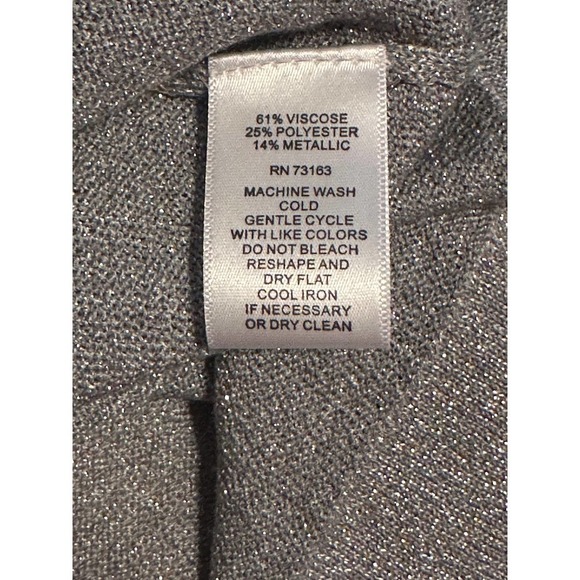 61% VISCOSE
25% POLYESTER
14% METALLIC
RN 73163
MACHINE WASH
COLD
GENTLE CYCLE
WITH LIKE COLORS
DO NOT BLEACH
RESHAPE AND
DRY FLAT
COOL IRON
IF NECESSARY
OR DRY CLEAN